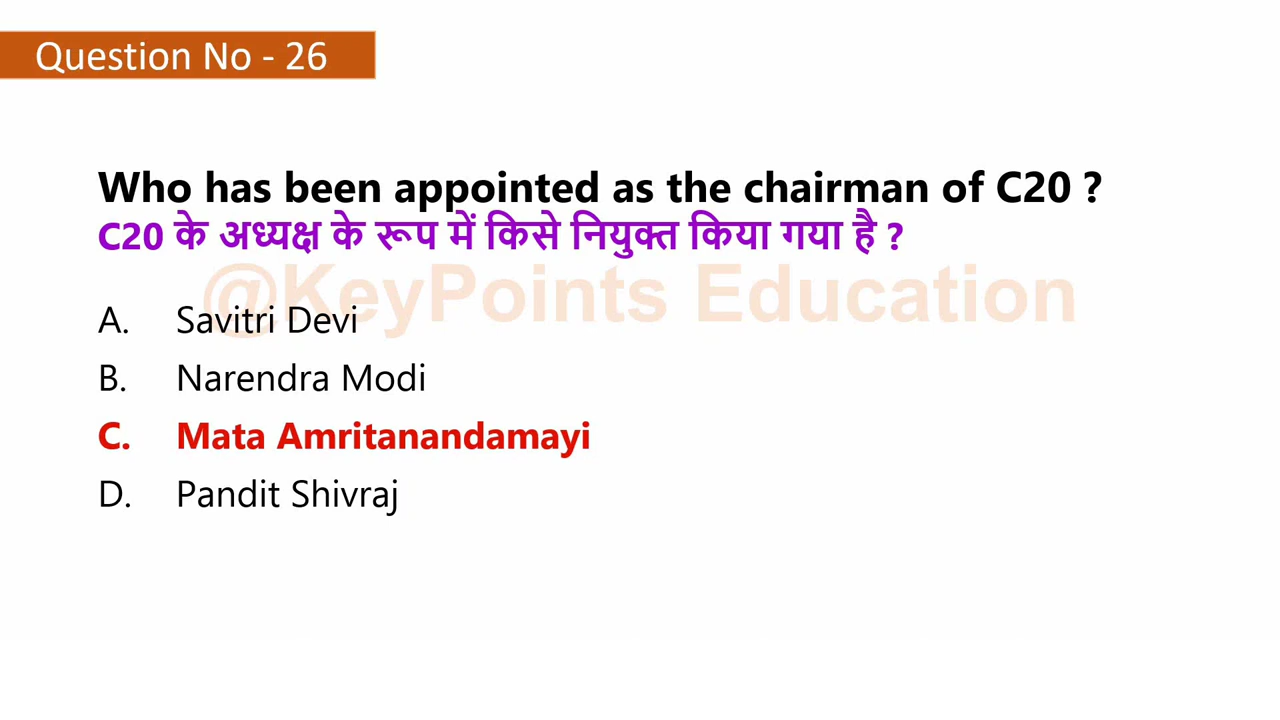 Question No - 26
Who has been appointed as the chairman of C20 ?
C20 के अध्यक्ष के रूप में किसे नियुक्त किया गया है ?
@KeyPoints Education
A. Savitri Devi
B. Narendra Modi
C. Mata Amritanandamayi
D. Pandit Shivraj